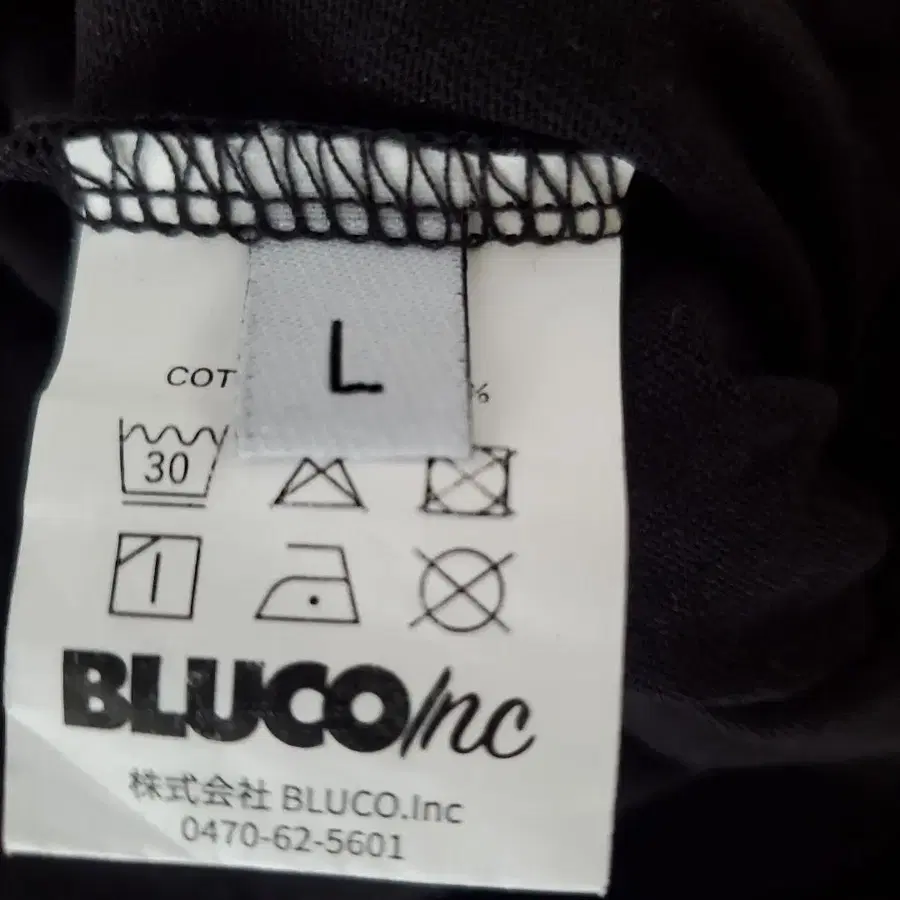 L
COT %
30
BLUCO Inc
株式会社 BLUCO.Inc
0470-62-5601